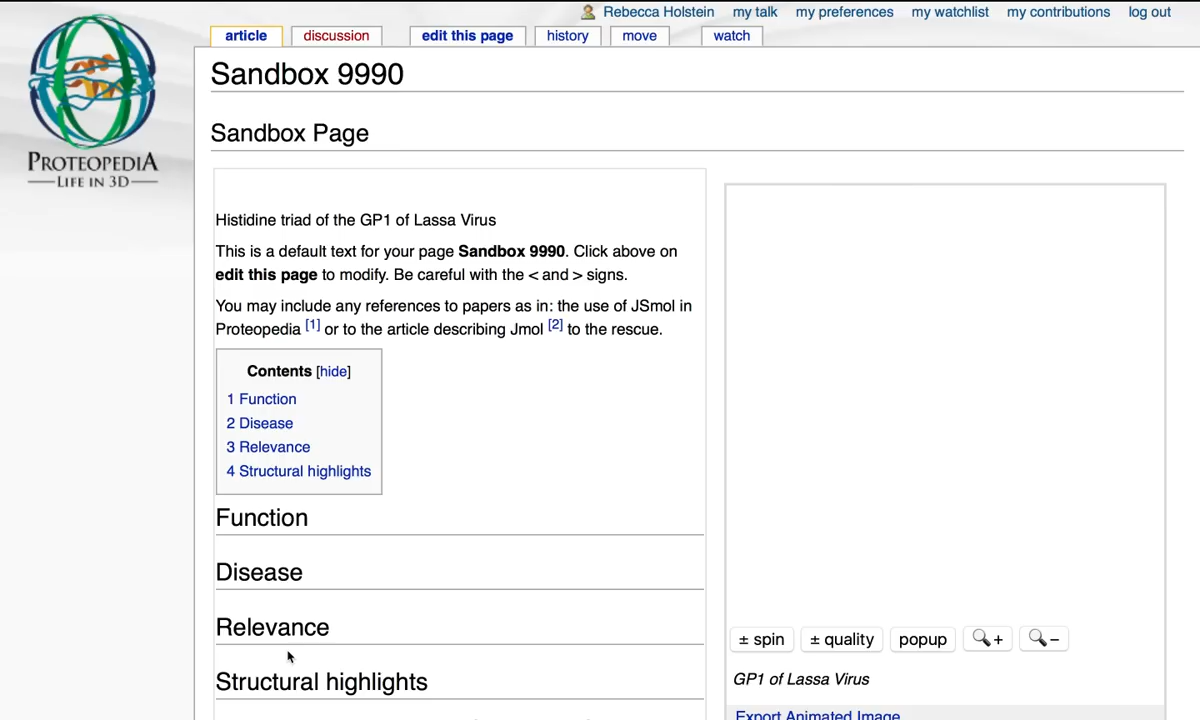 Rebecca Holstein my talk my preferences my watchlist my contributions log out
article discussion edit this page history move watch
PROTEOPEDIA
LIFE IN 3D
Sandbox 9990
Sandbox Page
Histidine triad of the GP1 of Lassa Virus
This is a default text for your page Sandbox 9990. Click above on
edit this page to modify. Be careful with the < and > signs.
You may include any references to papers as in: the use of JSmol in
Proteopedia [1] or to the article describing Jmol [2] to the rescue.
Contents [hide]
1 Function
2 Disease
3 Relevance
4 Structural highlights
Function
Disease
Relevance
Structural highlights
± spin ± quality popup + −
GP1 of Lassa Virus
Export Animated Image